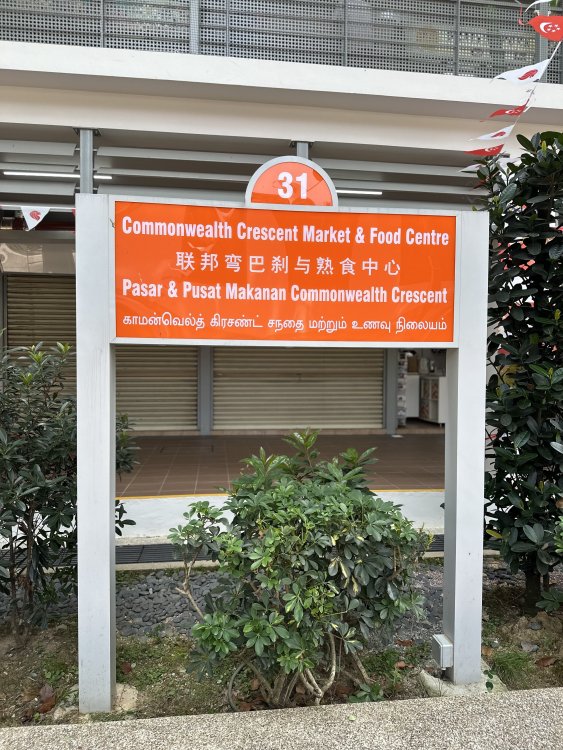 31
Commonwealth Crescent Market & Food Centre
联邦弯巴刹与熟食中心
Pasar & Pusat Makanan Commonwealth Crescent
காமன்வெல்த் கிரசண்ட் சந்தை மற்றும் உணவு நிலையம்